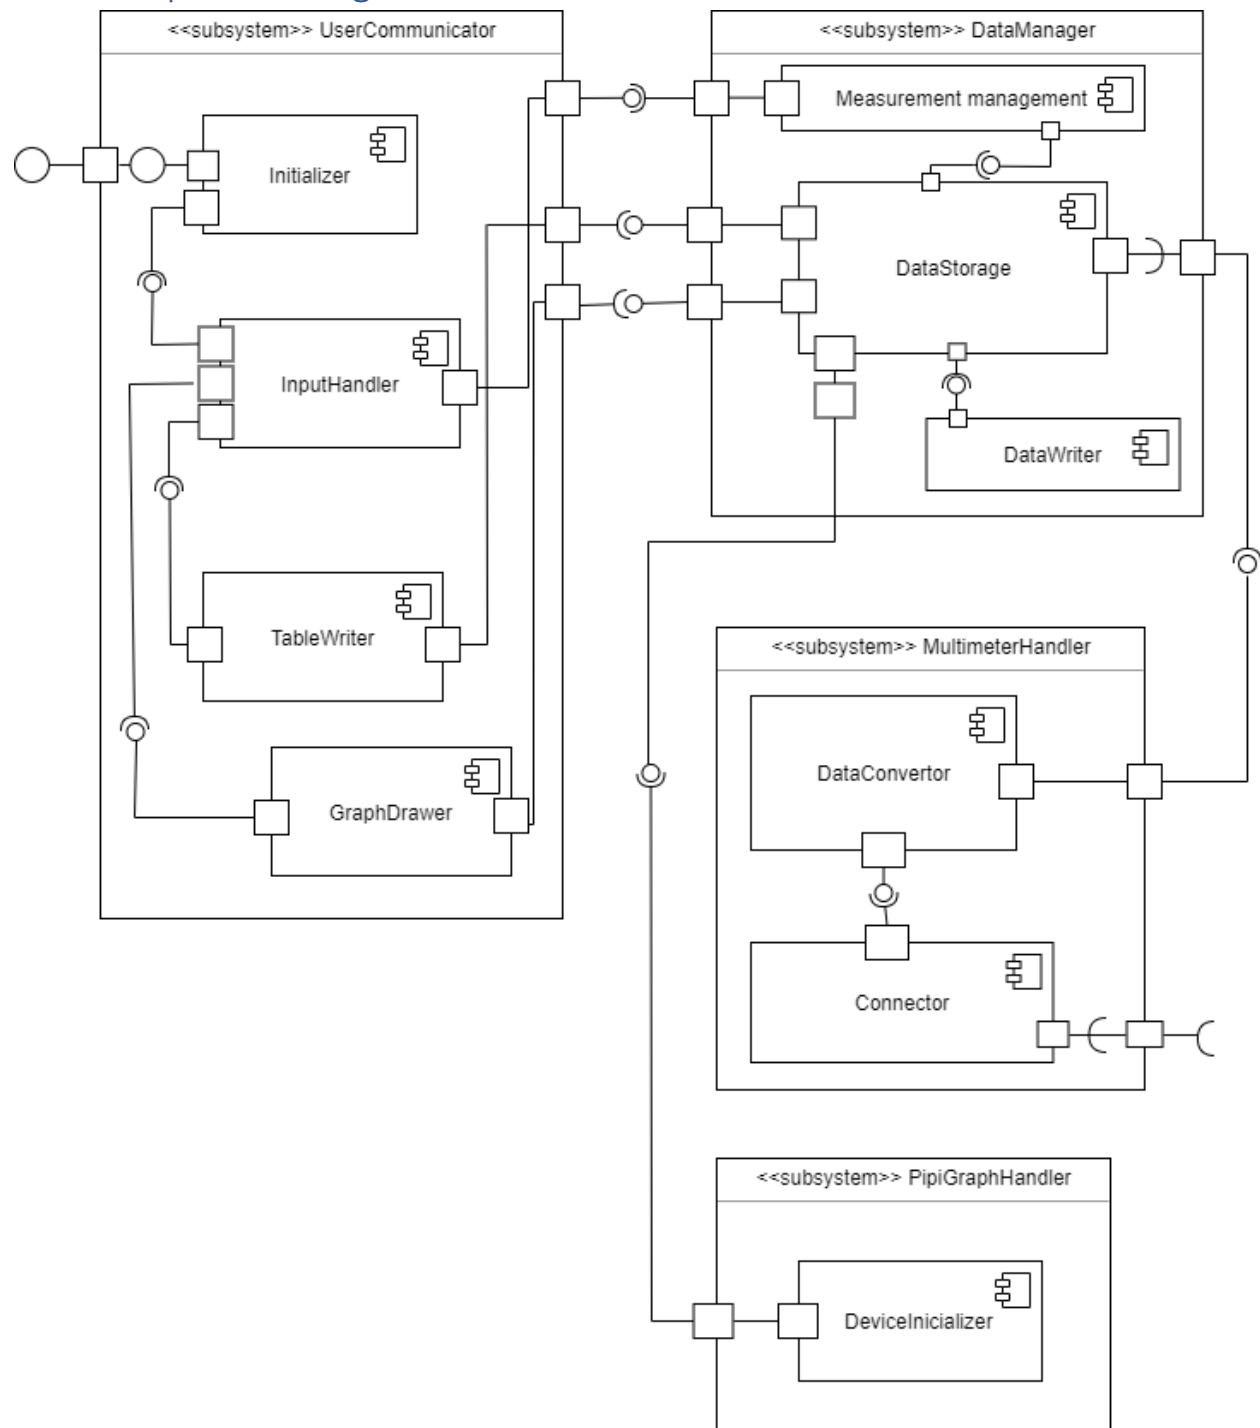 <<subsystem>> UserCommunicator
Initializer
InputHandler
TableWriter
GraphDrawer
<<subsystem>> DataManager
Measurement management
DataStorage
DataWriter
<<subsystem>> MultimeterHandler
DataConvertor
Connector
<<subsystem>> PipiGraphHandler
DeviceInicializer